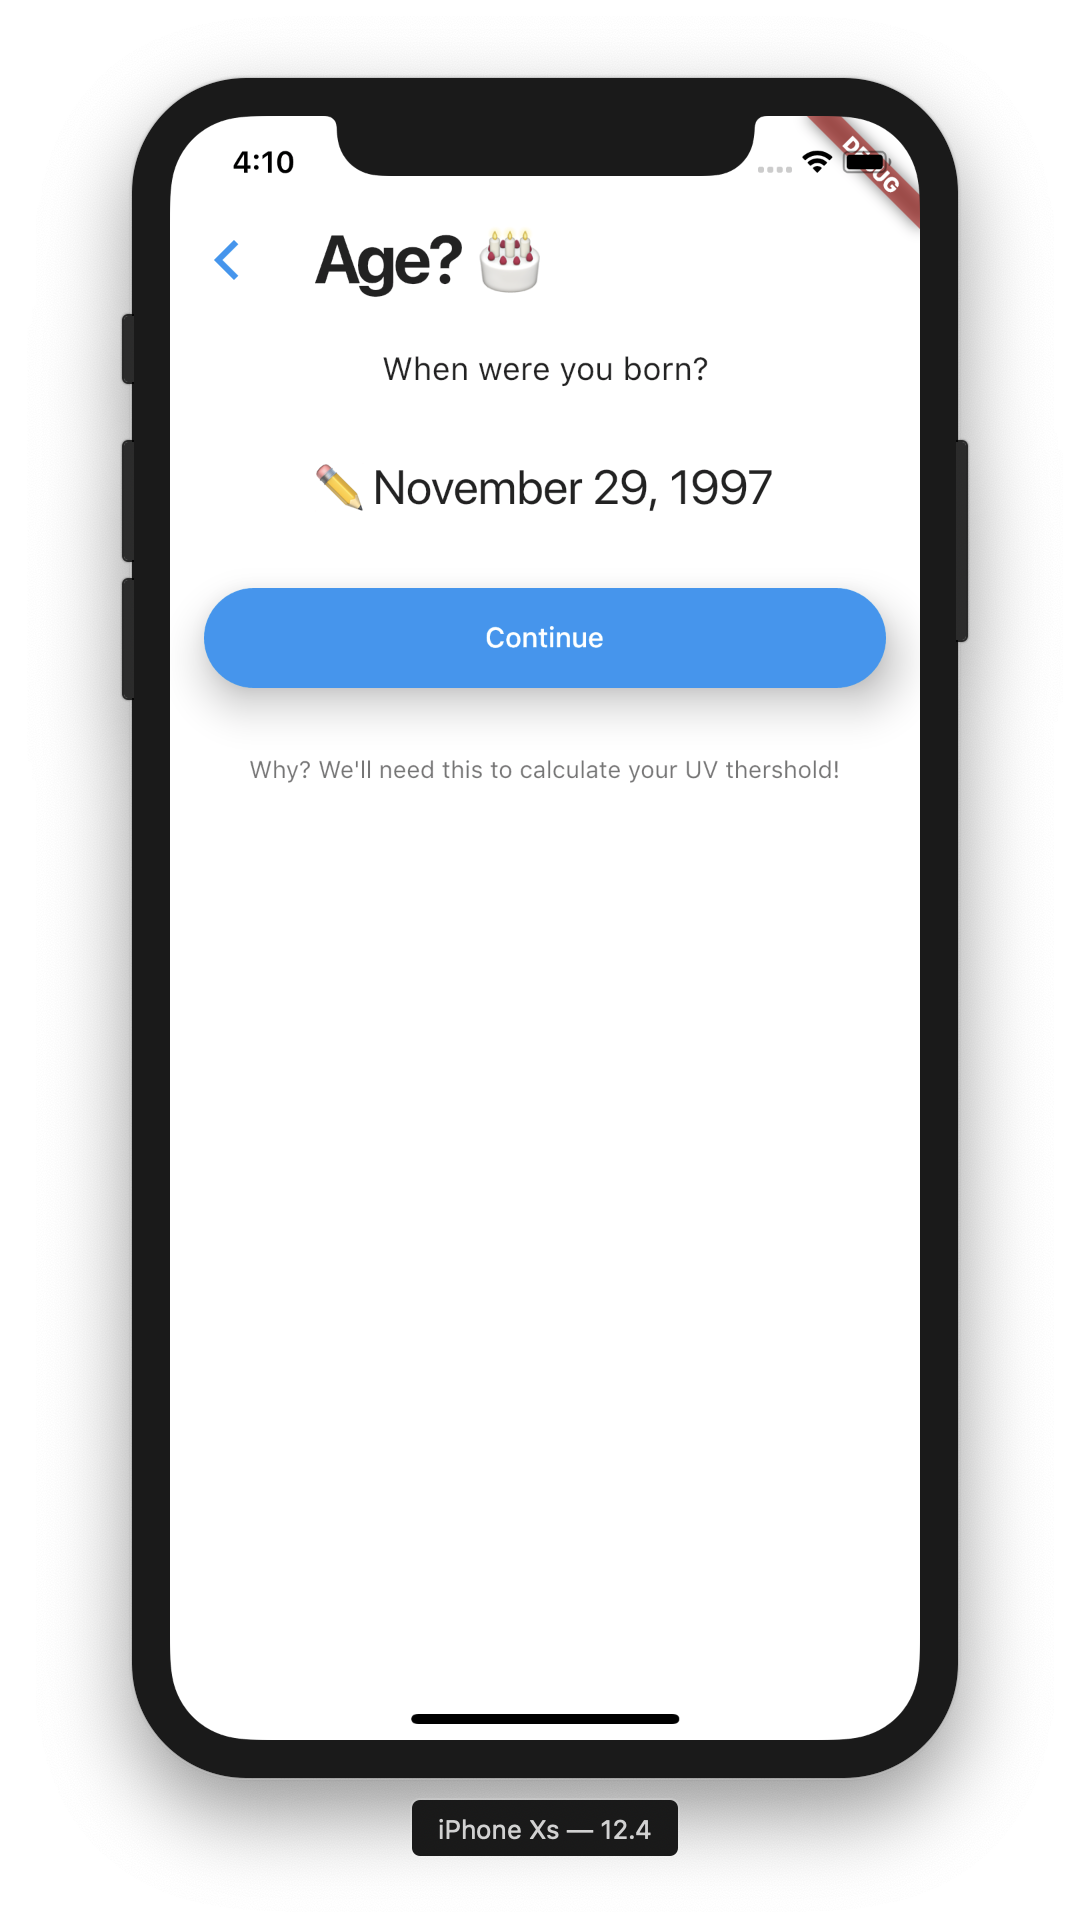 4:10
DEBUG
Age? 🎂
When were you born?
✏️ November 29, 1997
Continue
Why? We'll need this to calculate your UV thershold!
iPhone Xs — 12.4